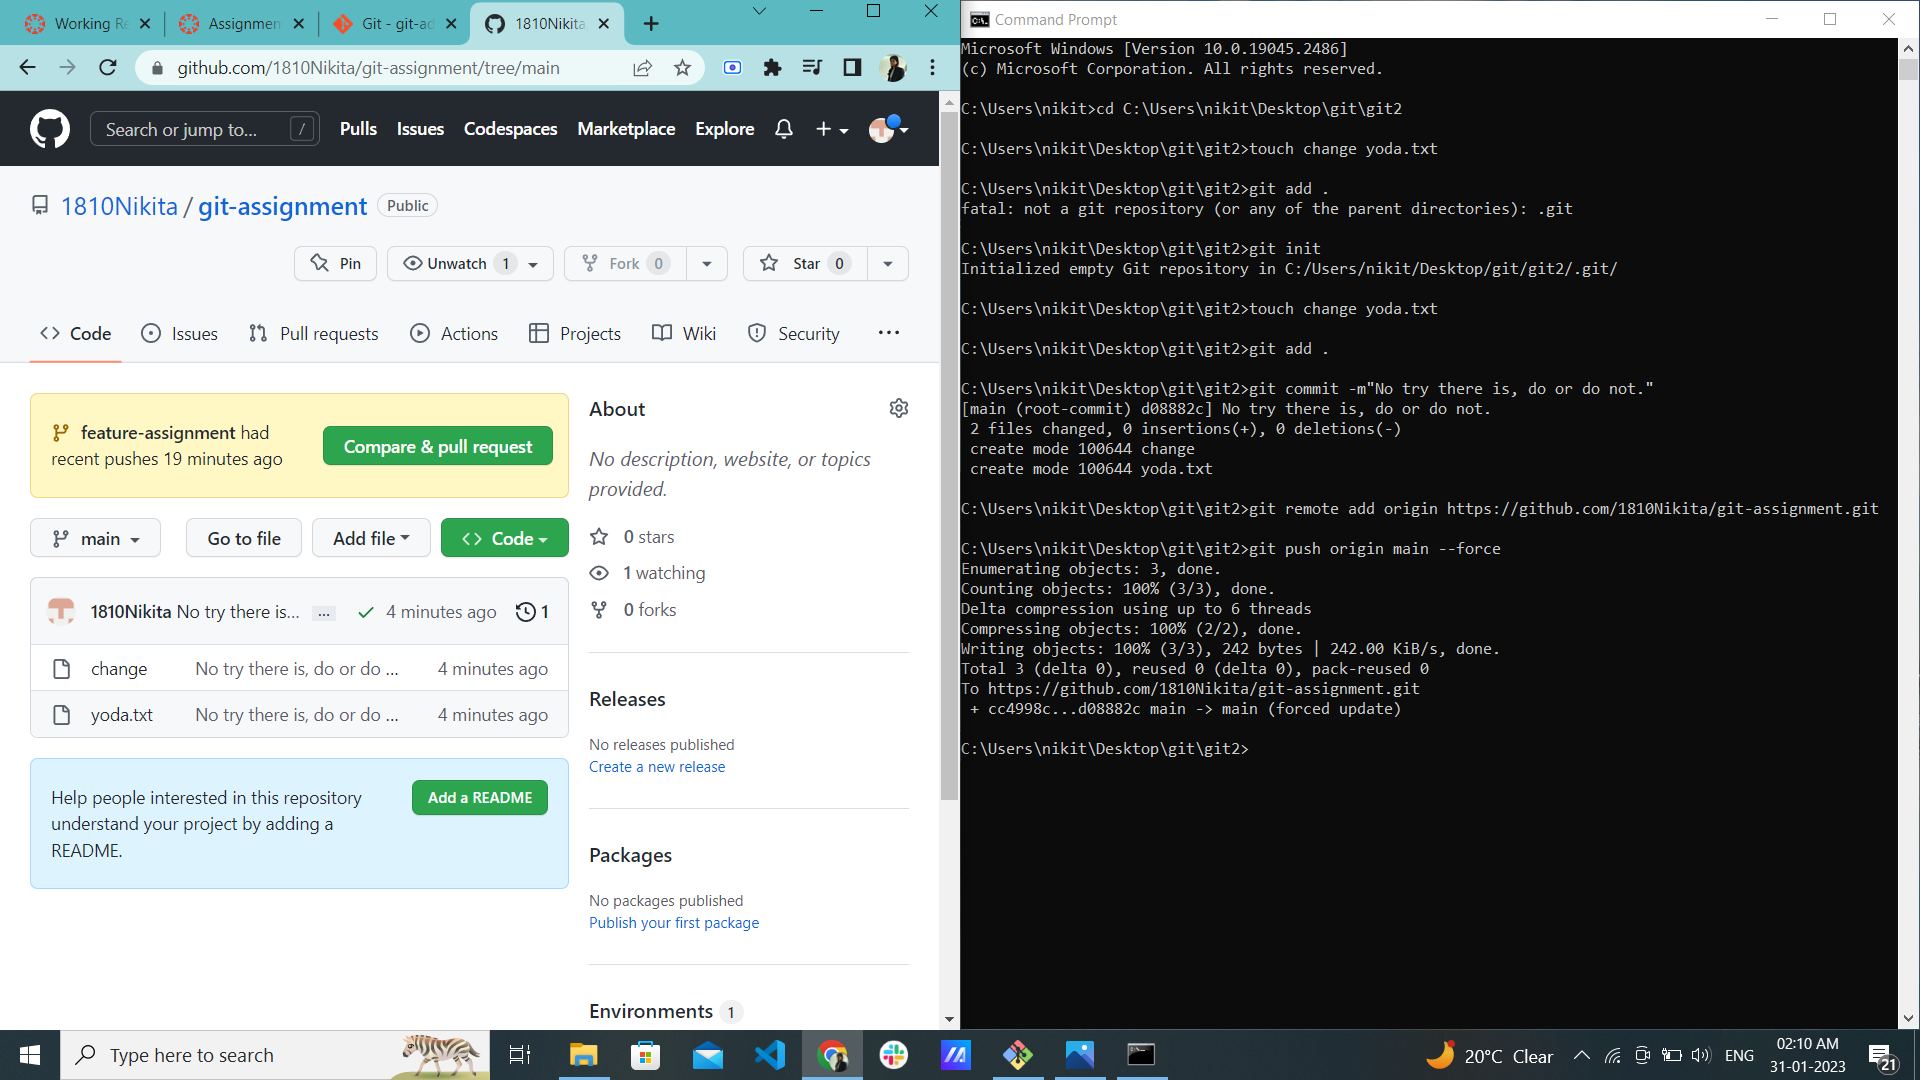 Working Re
Assignmen
Git - git-ad
1810Nikita
github.com/1810Nikita/git-assignment/tree/main
Search or jump to... /
Pulls Issues Codespaces Marketplace Explore
1810Nikita / git-assignment Public
Pin Unwatch 1 Fork 0 Star 0
Code Issues Pull requests Actions Projects Wiki Security ...
feature-assignment had
recent pushes 19 minutes ago
Compare & pull request
main Go to file Add file Code
1810Nikita No try there is... ... 4 minutes ago 1
change No try there is, do or do ... 4 minutes ago
yoda.txt No try there is, do or do ... 4 minutes ago
Help people interested in this repository
understand your project by adding a
README.
Add a README
About
No description, website, or topics
provided.
0 stars
1 watching
0 forks
Releases
No releases published
Create a new release
Packages
No packages published
Publish your first package
Environments 1
Command Prompt
Microsoft Windows [Version 10.0.19045.2486]
(c) Microsoft Corporation. All rights reserved.
C:\Users\nikit>cd C:\Users\nikit\Desktop\git\git2
C:\Users\nikit\Desktop\git\git2>touch change yoda.txt
C:\Users\nikit\Desktop\git\git2>git add .
fatal: not a git repository (or any of the parent directories): .git
C:\Users\nikit\Desktop\git\git2>git init
Initialized empty Git repository in C:/Users/nikit/Desktop/git/git2/.git/
C:\Users\nikit\Desktop\git\git2>touch change yoda.txt
C:\Users\nikit\Desktop\git\git2>git add .
C:\Users\nikit\Desktop\git\git2>git commit -m"No try there is, do or do not."
[main (root-commit) d08882c] No try there is, do or do not.
2 files changed, 0 insertions(+), 0 deletions(-)
create mode 100644 change
create mode 100644 yoda.txt
C:\Users\nikit\Desktop\git\git2>git remote add origin https://github.com/1810Nikita/git-assignment.git
C:\Users\nikit\Desktop\git\git2>git push origin main --force
Enumerating objects: 3, done.
Counting objects: 100% (3/3), done.
Delta compression using up to 6 threads
Compressing objects: 100% (2/2), done.
Writing objects: 100% (3/3), 242 bytes | 242.00 KiB/s, done.
Total 3 (delta 0), reused 0 (delta 0), pack-reused 0
To https://github.com/1810Nikita/git-assignment.git
+ cc4998c...d08882c main -> main (forced update)
C:\Users\nikit\Desktop\git\git2>
Type here to search
20°C Clear
ENG
02:10 AM
31-01-2023
21